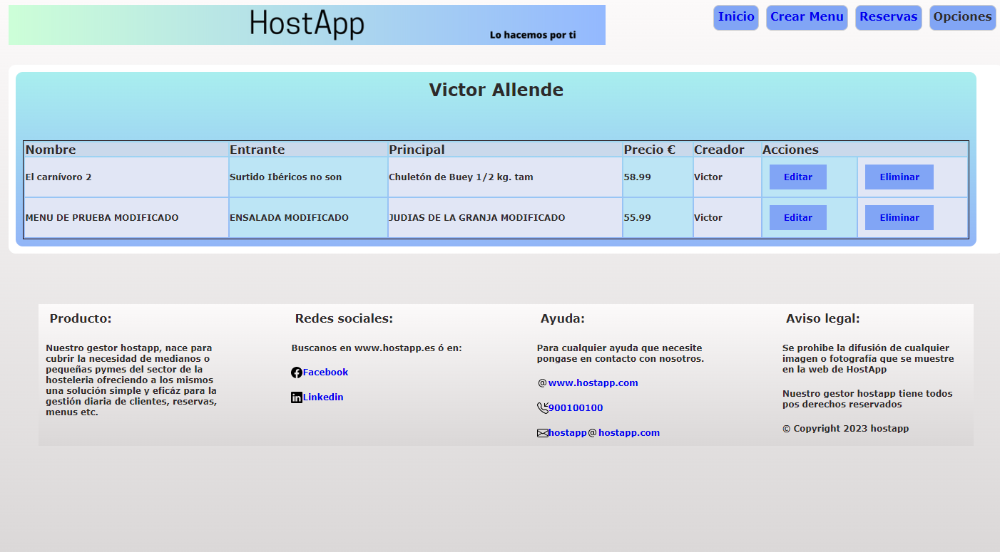 HostApp
Lo hacemos por ti
Inicio Crear Menu Reservas Opciones
Victor Allende
Nombre Entrante Principal Precio € Creador Acciones
El carnívoro 2 Surtido Ibéricos no son Chuletón de Buey 1/2 kg. tam 58.99 Victor Editar Eliminar
MENU DE PRUEBA MODIFICADO ENSALADA MODIFICADO JUDIAS DE LA GRANJA MODIFICADO 55.99 Victor Editar Eliminar
Producto:
Nuestro gestor hostapp, nace para
cubrir la necesidad de medianos o
pequeñas pymes del sector de la
hosteleria ofreciendo a los mismos
una solución simple y eficáz para la
gestión diaria de clientes, reservas,
menus etc.
Redes sociales:
Buscanos en www.hostapp.es ó en:
Facebook
Linkedin
Ayuda:
Para cualquier ayuda que necesite
pongase en contacto con nosotros.
@www.hostapp.com
900100100
hostapp@hostapp.com
Aviso legal:
Se prohibe la difusión de cualquier
imagen o fotografía que se muestre
en la web de HostApp
Nuestro gestor hostapp tiene todos
pos derechos reservados
© Copyright 2023 hostapp